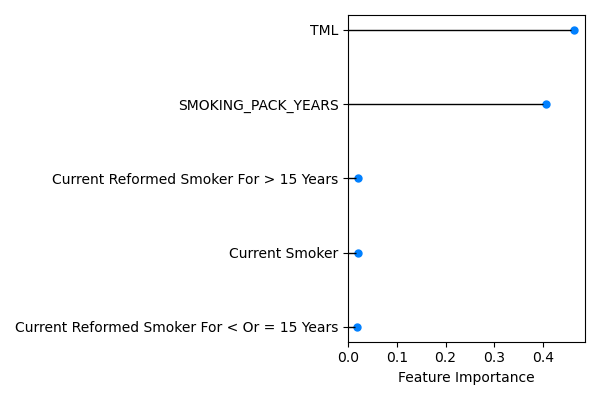 TML
SMOKING_PACK_YEARS
Current Reformed Smoker For > 15 Years
Current Smoker
Current Reformed Smoker For < Or = 15 Years
0.0 0.1 0.2 0.3 0.4
Feature Importance